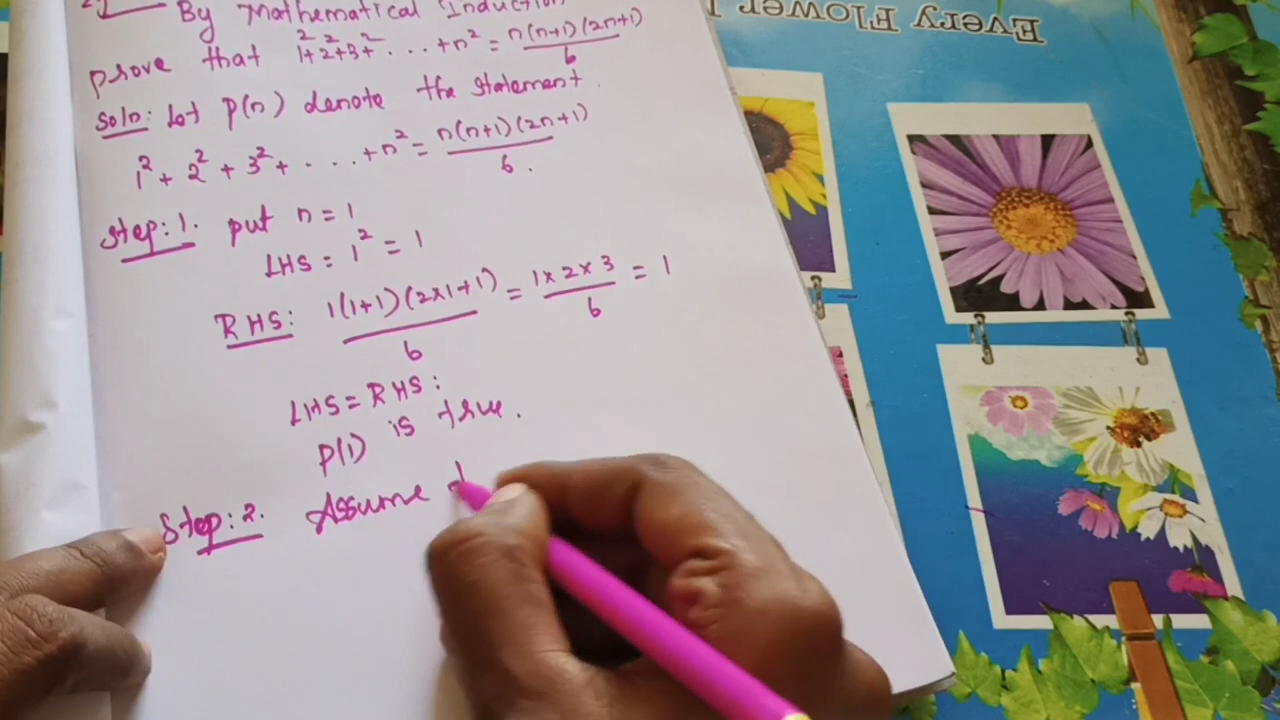 By Mathematical Induction
prove that 1²+2²+3²+ . . . +n² = n(n+1)(2n+1)/6
Soln: Let P(n) denote the statement.
1² + 2² + 3² + . . . . + n² = n(n+1)(2n+1)/6.
Step: 1. put n = 1
LHS = 1² = 1
RHS: 1(1+1)(2×1+1)/6 = 1×2×3/6 = 1
LHS = RHS:
P(1) is true.
Step: 2. Assume
Every Flower